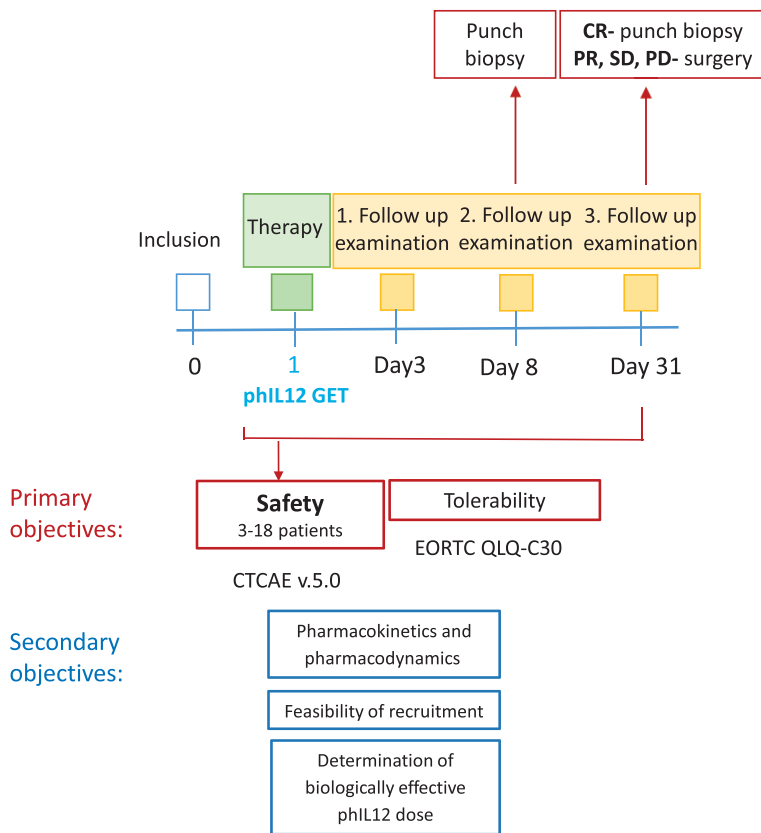 Punch
biopsy
CR- punch biopsy
PR, SD, PD- surgery
Inclusion
Therapy
1. Follow up
examination
2. Follow up
examination
3. Follow up
examination
0
1
Day3
Day 8
Day 31
phIL12 GET
Primary
objectives:
Safety
3-18 patients
Tolerability
EORTC QLQ-C30
CTCAE v.5.0
Secondary
objectives:
Pharmacokinetics and
pharmacodynamics
Feasibility of recruitment
Determination of
biologically effective
phIL12 dose